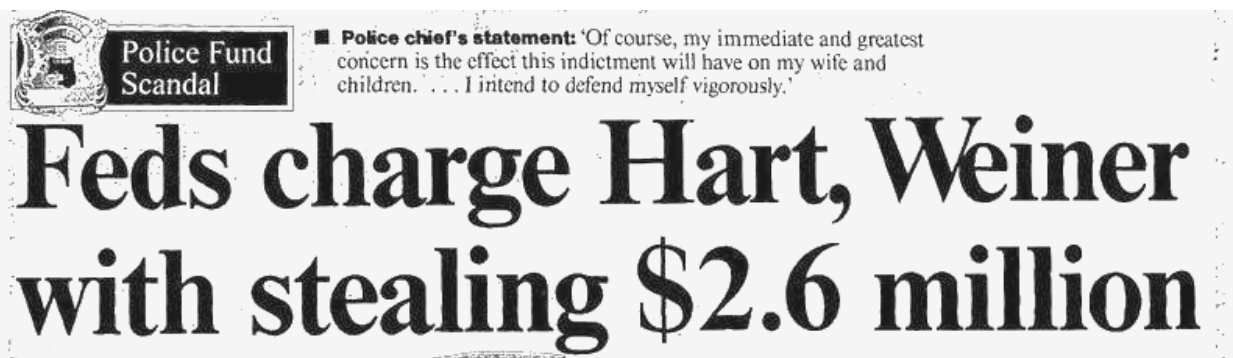 Police Fund
Scandal
■ Police chief's statement: 'Of course, my immediate and greatest
concern is the effect this indictment will have on my wife and
children. . . . I intend to defend myself vigorously.'
Feds charge Hart, Weiner
with stealing $2.6 million